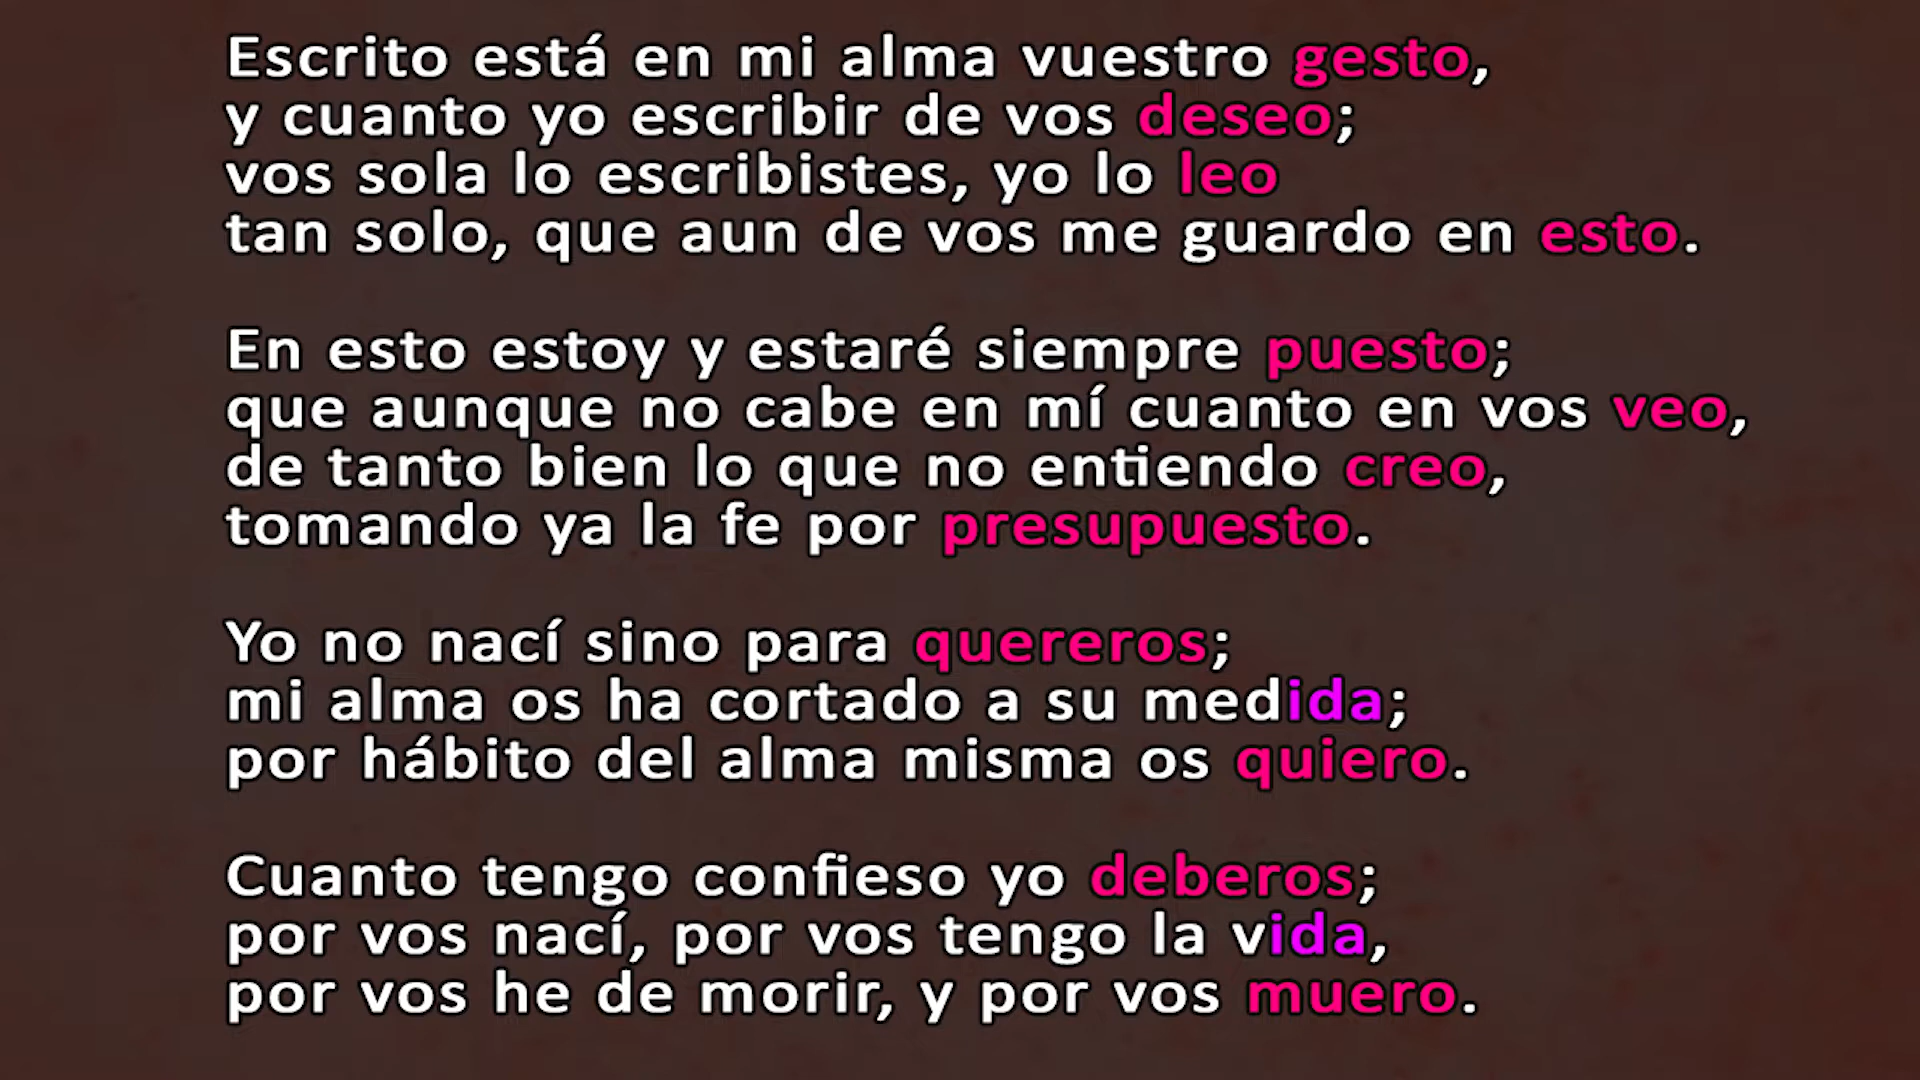 Escrito está en mi alma vuestro gesto,
y cuanto yo escribir de vos deseo;
vos sola lo escribistes, yo lo leo
tan solo, que aun de vos me guardo en esto.
En esto estoy y estaré siempre puesto;
que aunque no cabe en mí cuanto en vos veo,
de tanto bien lo que no entiendo creo,
tomando ya la fe por presupuesto.
Yo no nací sino para quereros;
mi alma os ha cortado a su medida;
por hábito del alma misma os quiero.
Cuanto tengo confieso yo deberos;
por vos nací, por vos tengo la vida,
por vos he de morir, y por vos muero.